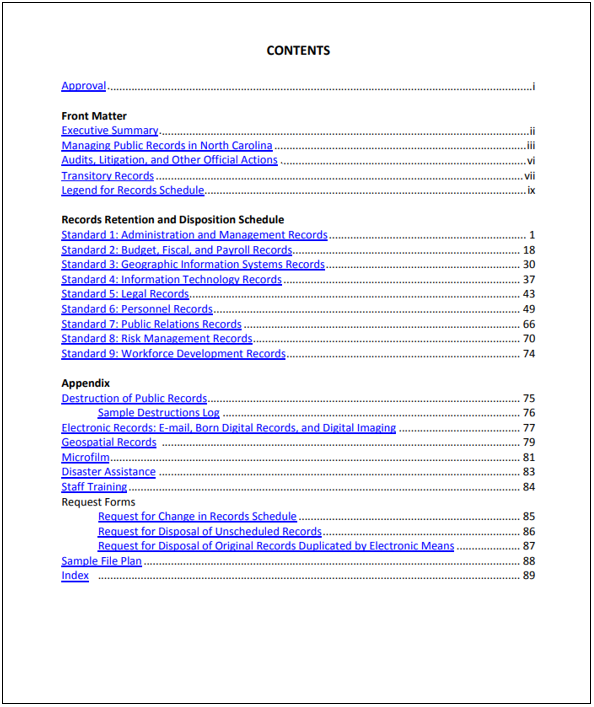 CONTENTS
Approval....................i
Front Matter
Executive Summary....................ii
Managing Public Records in North Carolina....................iii
Audits, Litigation, and Other Official Actions....................vi
Transitory Records....................vii
Legend for Records Schedule....................ix
Records Retention and Disposition Schedule
Standard 1: Administration and Management Records....................1
Standard 2: Budget, Fiscal, and Payroll Records....................18
Standard 3: Geographic Information Systems Records....................30
Standard 4: Information Technology Records....................37
Standard 5: Legal Records....................43
Standard 6: Personnel Records....................49
Standard 7: Public Relations Records....................66
Standard 8: Risk Management Records....................70
Standard 9: Workforce Development Records....................74
Appendix
Destruction of Public Records....................75
Sample Destructions Log....................76
Electronic Records: E-mail, Born Digital Records, and Digital Imaging....................77
Geospatial Records....................79
Microfilm....................81
Disaster Assistance....................83
Staff Training....................84
Request Forms
Request for Change in Records Schedule....................85
Request for Disposal of Unscheduled Records....................86
Request for Disposal of Original Records Duplicated by Electronic Means....................87
Sample File Plan....................88
Index....................89